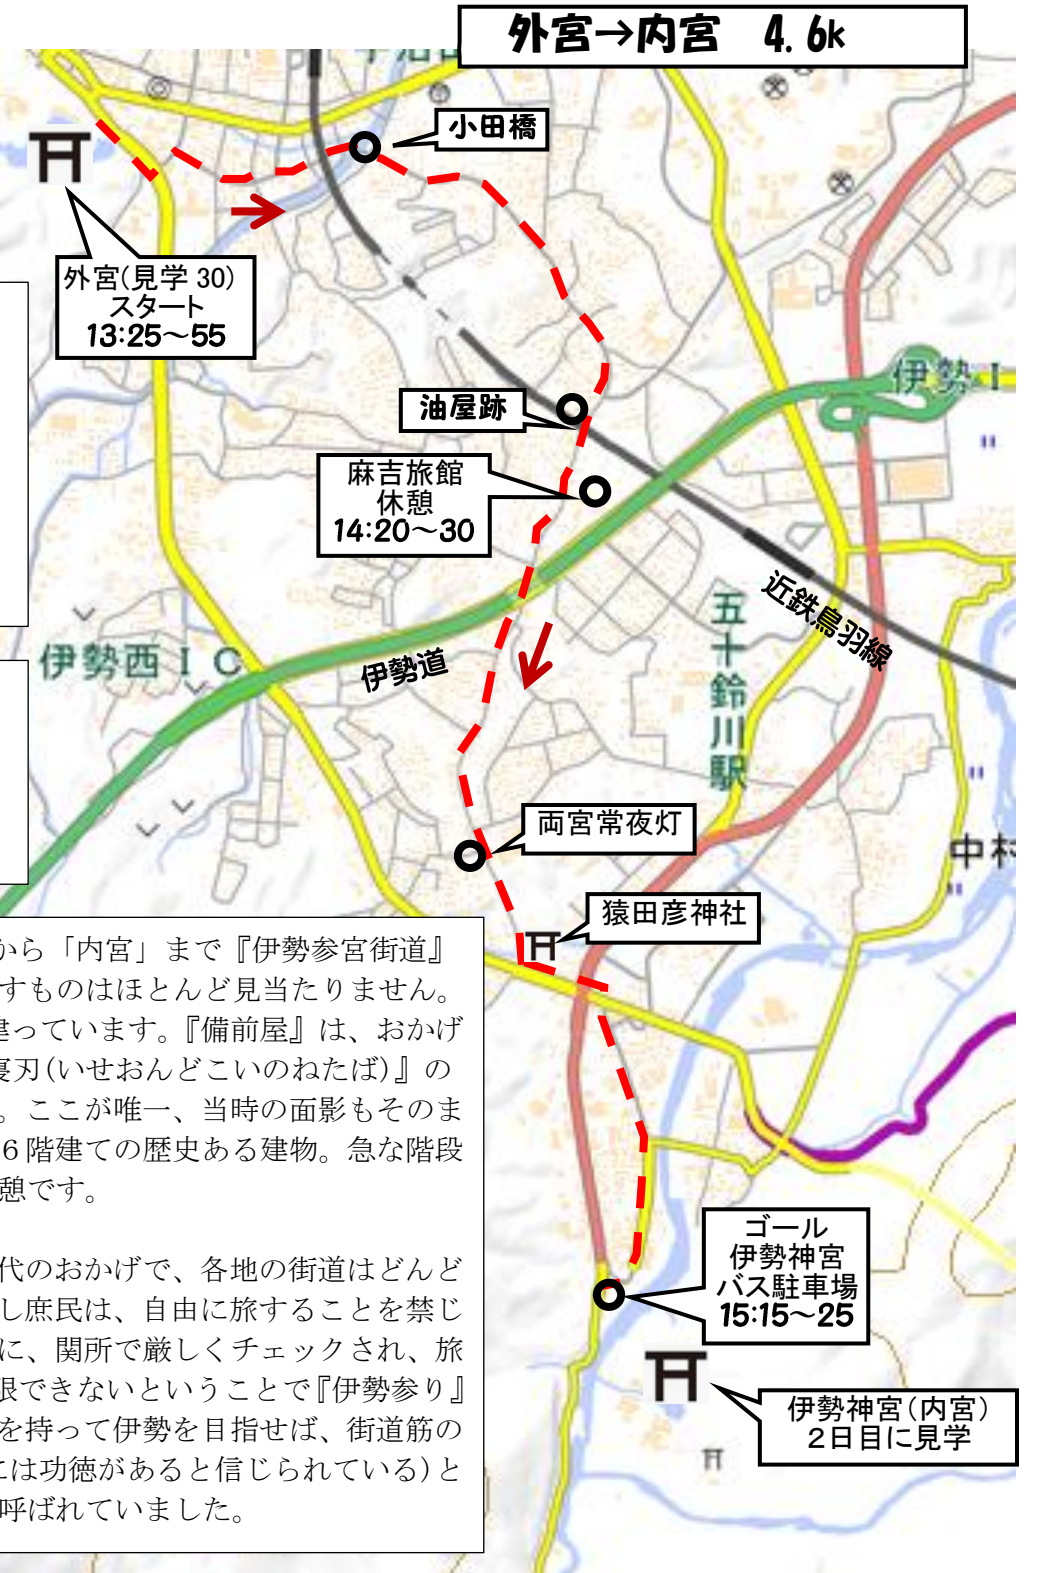 外宮→内宮　4.6k
小田橋
外宮(見学 30)
スタート
13:25～55
伊勢I
油屋跡
麻吉旅館
休憩
14:20～30
近鉄鳥羽線
五十鈴川駅
伊勢西IC
伊勢道
両宮常夜灯
中村
猿田彦神社
から「内宮」まで『伊勢参宮街道』
すものはほとんど見当たりません。
建っています。『備前屋』は、おかげ
寝刃(いせおんどこいのねたば)』の
。ここが唯一、当時の面影もそのま
６階建ての歴史ある建物。急な階段
憩です。
代のおかげで、各地の街道はどんど
し庶民は、自由に旅することを禁じ
に、関所で厳しくチェックされ、旅
限できないということで『伊勢参り』
を持って伊勢を目指せば、街道筋の
には功徳があると信じられている)と
呼ばれていました。
ゴール
伊勢神宮
バス駐車場
15:15～25
伊勢神宮(内宮)
2日目に見学